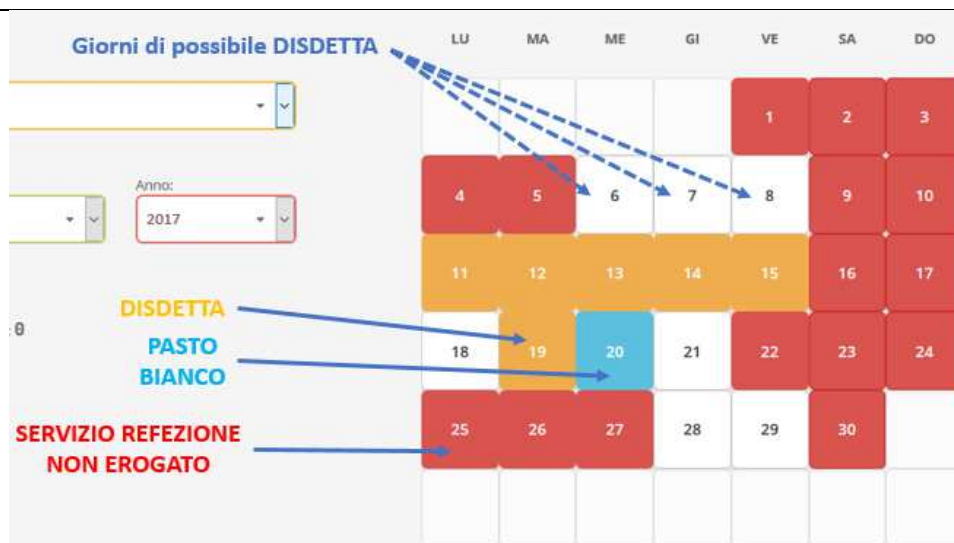 Giorni di possibile DISDETTA
LU MA ME GI VE SA DO
1 2 3
Anno:
2017
4 5 6 7 8 9 10
11 12 13 14 15 16 17
DISDETTA
: 0
PASTO
BIANCO
18 19 20 21 22 23 24
SERVIZIO REFEZIONE
NON EROGATO
25 26 27 28 29 30